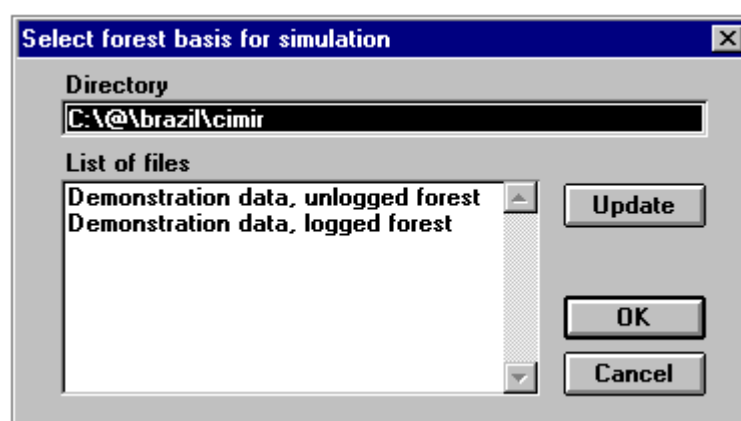 Select forest basis for simulation
Directory
C:\@\brazil\cimir
List of files
Demonstration data, unlogged forest
Demonstration data, logged forest
Update
OK
Cancel